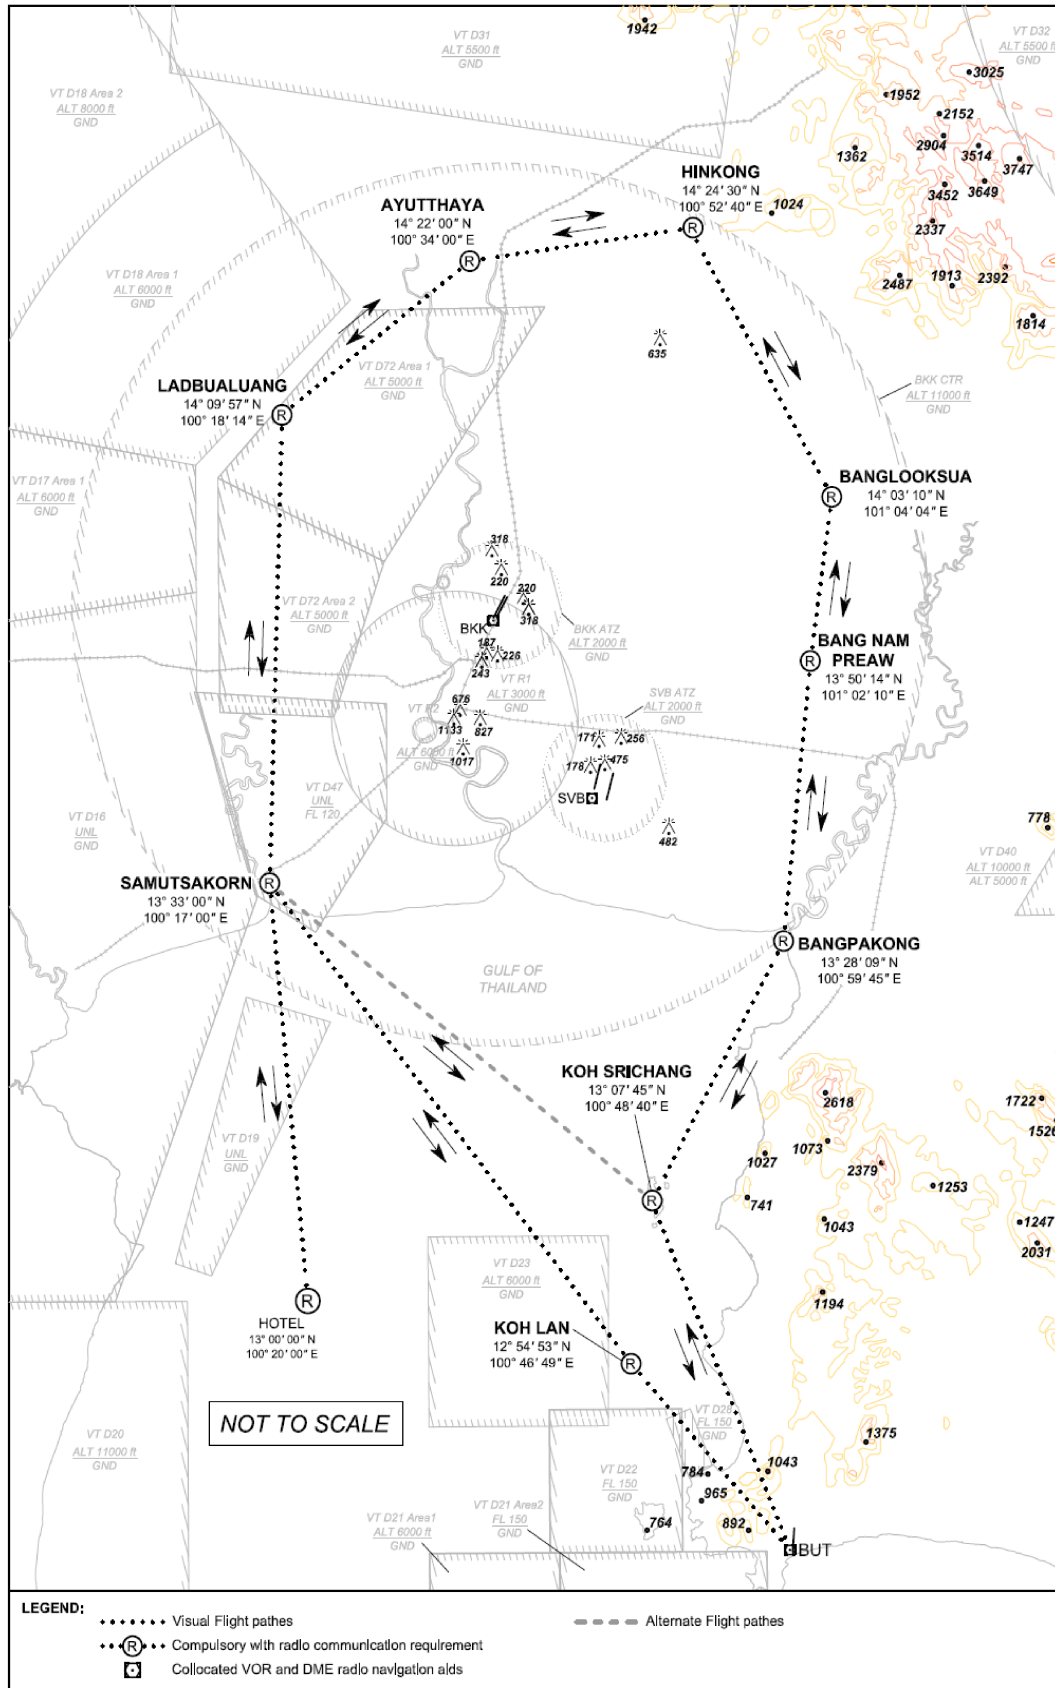 1942
VT D31
ALT 5500 ft
GND
VT D32
ALT 5500 ft
GND
3025
VT D18 Area 2
ALT 8000 ft
GND
1952
2152
2904
3514
1362
3747
3452
3649
HINKONG
14° 24′ 30″ N
100° 52′ 40″ E
1024
AYUTTHAYA
14° 22′ 00″ N
100° 34′ 00″ E
2337
VT D18 Area 1
ALT 6000 ft
GND
2487
1913
2392
1814
635
VT D72 Area 1
ALT 5000 ft
GND
BKK CTR
ALT 11000 ft
GND
LADBUALUANG
14° 09′ 57″ N
100° 18′ 14″ E
R
VT D17 Area 1
ALT 6000 ft
GND
BANGLOOKSUA
14° 03′ 10″ N
101° 04′ 04″ E
318
220
220
318
VT D72 Area 2
ALT 5000 ft
GND
BKK
BKK ATZ
ALT 2000 ft
GND
187
226
243
BANG NAM
PREAW
13° 50′ 14″ N
101° 02′ 10″ E
VT R1
ALT 3000 ft
GND
SVB ATZ
ALT 2000 ft
GND
676
VT R2
1133
827
ALT 6000 ft
GND
1017
171
256
178
475
SVB
VT D47
UNL
FL 120
VT D16
UNL
GND
482
778
VT D40
ALT 10000 ft
ALT 5000 ft
SAMUTSAKORN
13° 33′ 00″ N
100° 17′ 00″ E
BANGPAKONG
13° 28′ 09″ N
100° 59′ 45″ E
GULF OF
THAILAND
KOH SRICHANG
13° 07′ 45″ N
100° 48′ 40″ E
2618
1722
1526
VT D19
UNL
GND
1027
1073
2379
1253
741
1043
1247
2031
VT D23
ALT 6000 ft
GND
1194
HOTEL
13° 00′ 00″ N
100° 20′ 00″ E
KOH LAN
12° 54′ 53″ N
100° 46′ 49″ E
NOT TO SCALE
VT D20
ALT 11000 ft
GND
VT D28
FL 150
GND
1375
VT D22
FL 150
GND
784
1043
965
VT D21 Area1
ALT 6000 ft
GND
VT D21 Area2
FL 150
GND
764
892
BUT
LEGEND:
Visual Flight pathes
Alternate Flight pathes
R Compulsory with radio communication requirement
Collocated VOR and DME radio navigation aids